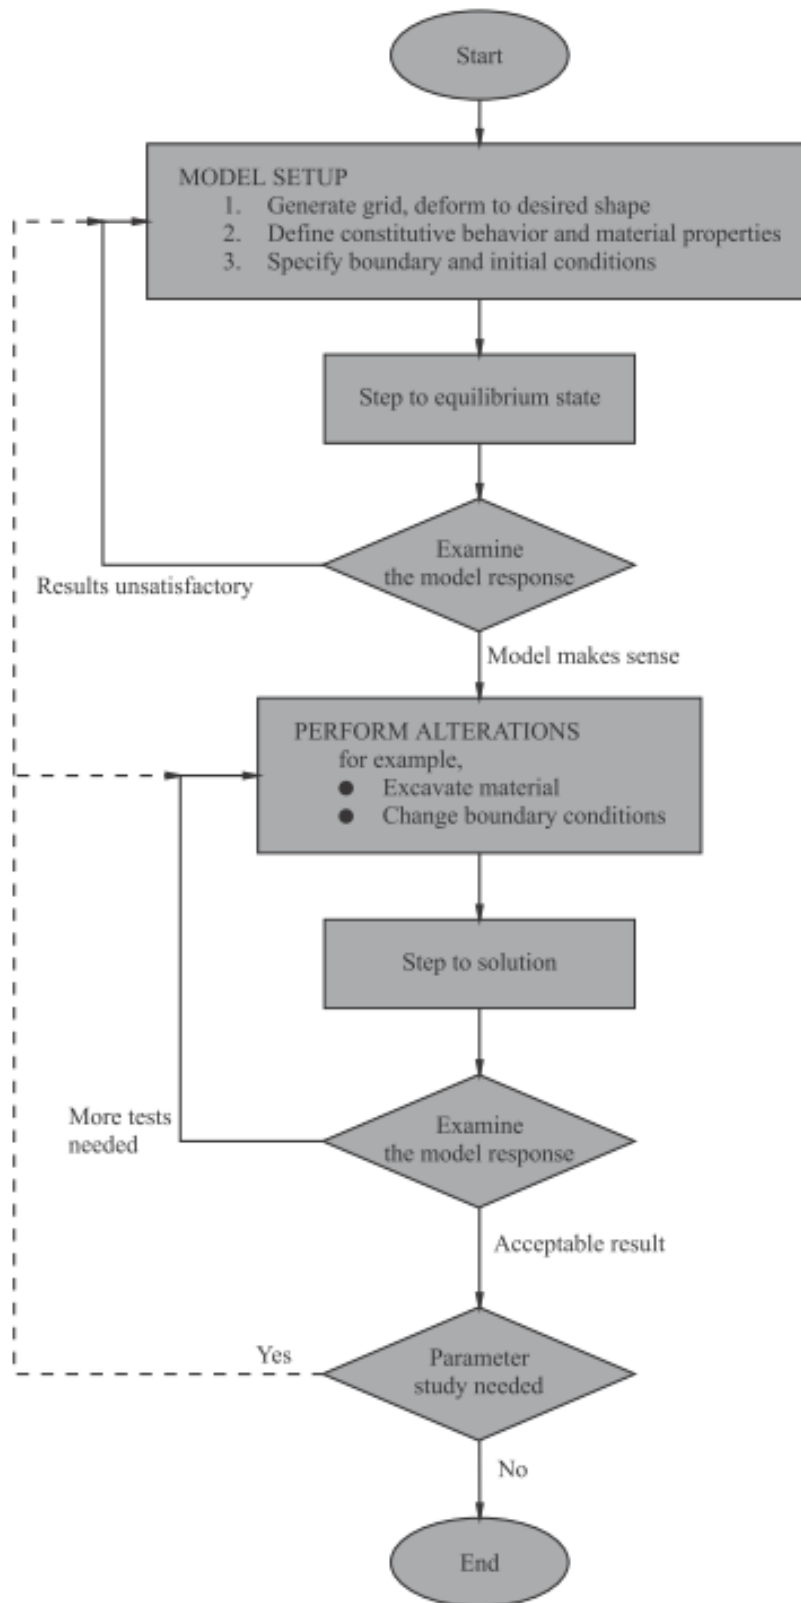 Start
MODEL SETUP
1. Generate grid, deform to desired shape
2. Define constitutive behavior and material properties
3. Specify boundary and initial conditions
Step to equilibrium state
Examine
the model response
Results unsatisfactory
Model makes sense
PERFORM ALTERATIONS
for example,
● Excavate material
● Change boundary conditions
Step to solution
More tests
needed
Examine
the model response
Acceptable result
Yes
Parameter
study needed
No
End